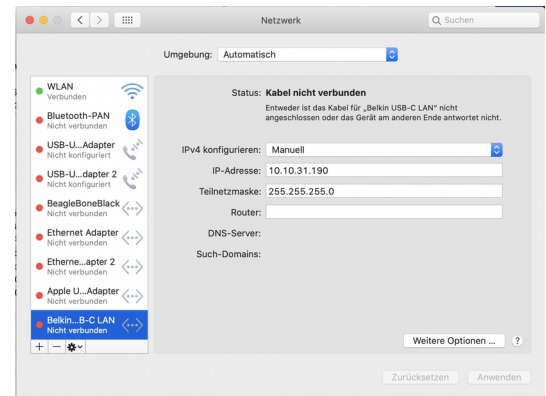 Netzwerk
Suchen
Umgebung: Automatisch
WLAN
Verbunden
Bluetooth-PAN
Nicht verbunden
USB-U...Adapter
Nicht konfiguriert
USB-U...dapter 2
Nicht konfiguriert
BeagleBoneBlack
Nicht verbunden
Ethernet Adapter
Nicht verbunden
Etherne...apter 2
Nicht verbunden
Apple U...Adapter
Nicht verbunden
Belkin...B-C LAN
Nicht verbunden
Status: Kabel nicht verbunden
Entweder ist das Kabel für „Belkin USB-C LAN“ nicht
angeschlossen oder das Gerät am anderen Ende antwortet nicht.
IPv4 konfigurieren: Manuell
IP-Adresse: 10.10.31.190
Teilnetzmaske: 255.255.255.0
Router:
DNS-Server:
Such-Domains:
Weitere Optionen ... ?
Zurücksetzen Anwenden